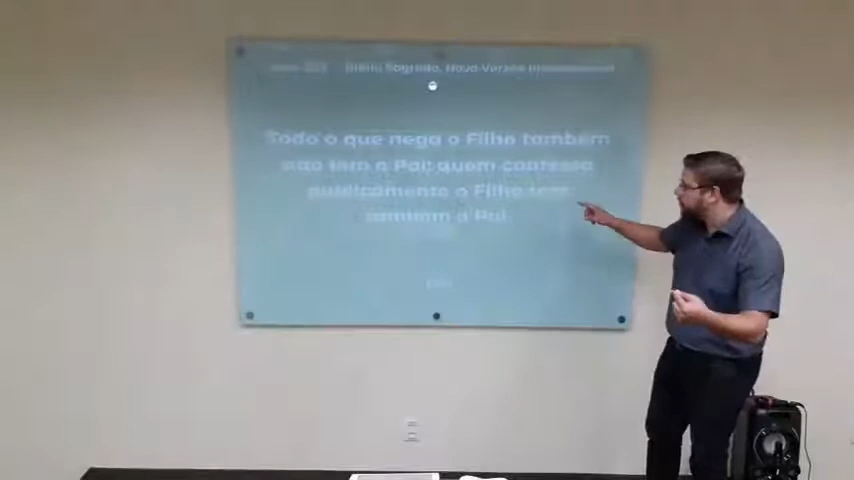 Bíblia Sagrada, Nova Versão Internacional
Todo o que nega o Filho também
não tem o Pai; quem confessa
publicamente o Filho tem
também o Pai.